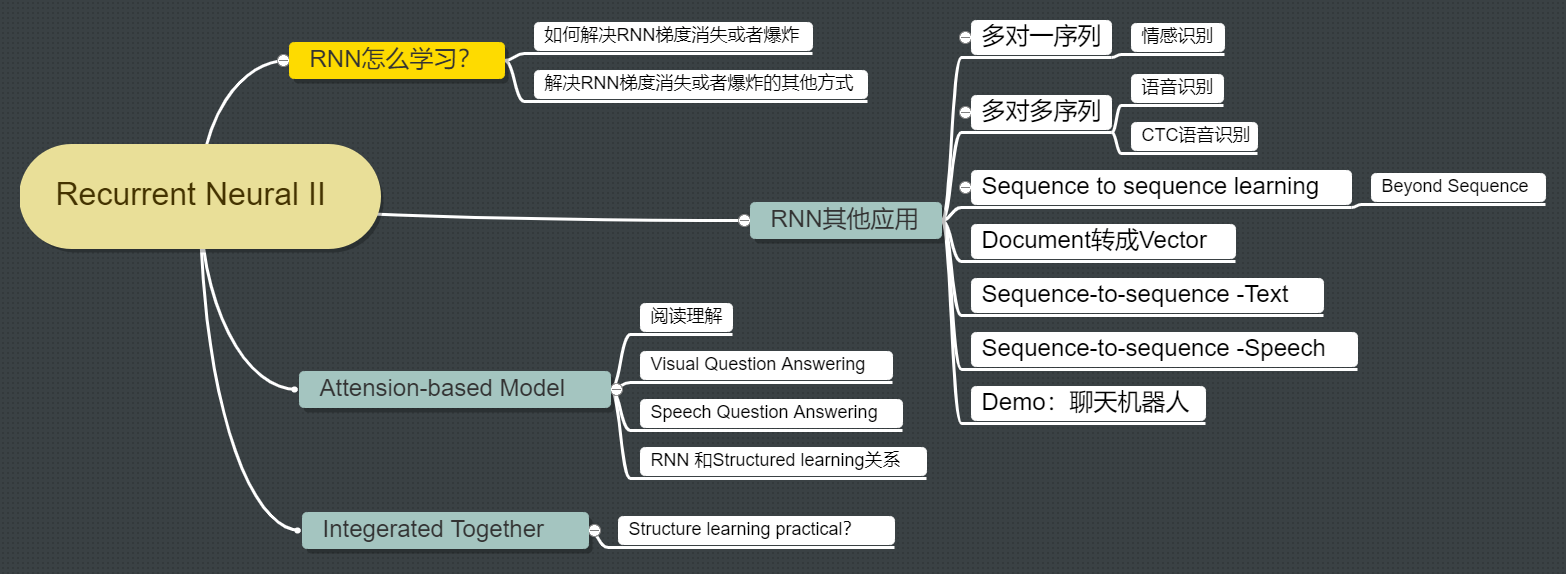 Recurrent Neural II
RNN怎么学习？
如何解决RNN梯度消失或者爆炸
解决RNN梯度消失或者爆炸的其他方式
RNN其他应用
多对一序列
情感识别
多对多序列
语音识别
CTC语音识别
Sequence to sequence learning
Beyond Sequence
Document转成Vector
Sequence-to-sequence -Text
Sequence-to-sequence -Speech
Demo：聊天机器人
Attension-based Model
阅读理解
Visual Question Answering
Speech Question Answering
RNN 和Structured learning关系
Integerated Together
Structure learning practical？